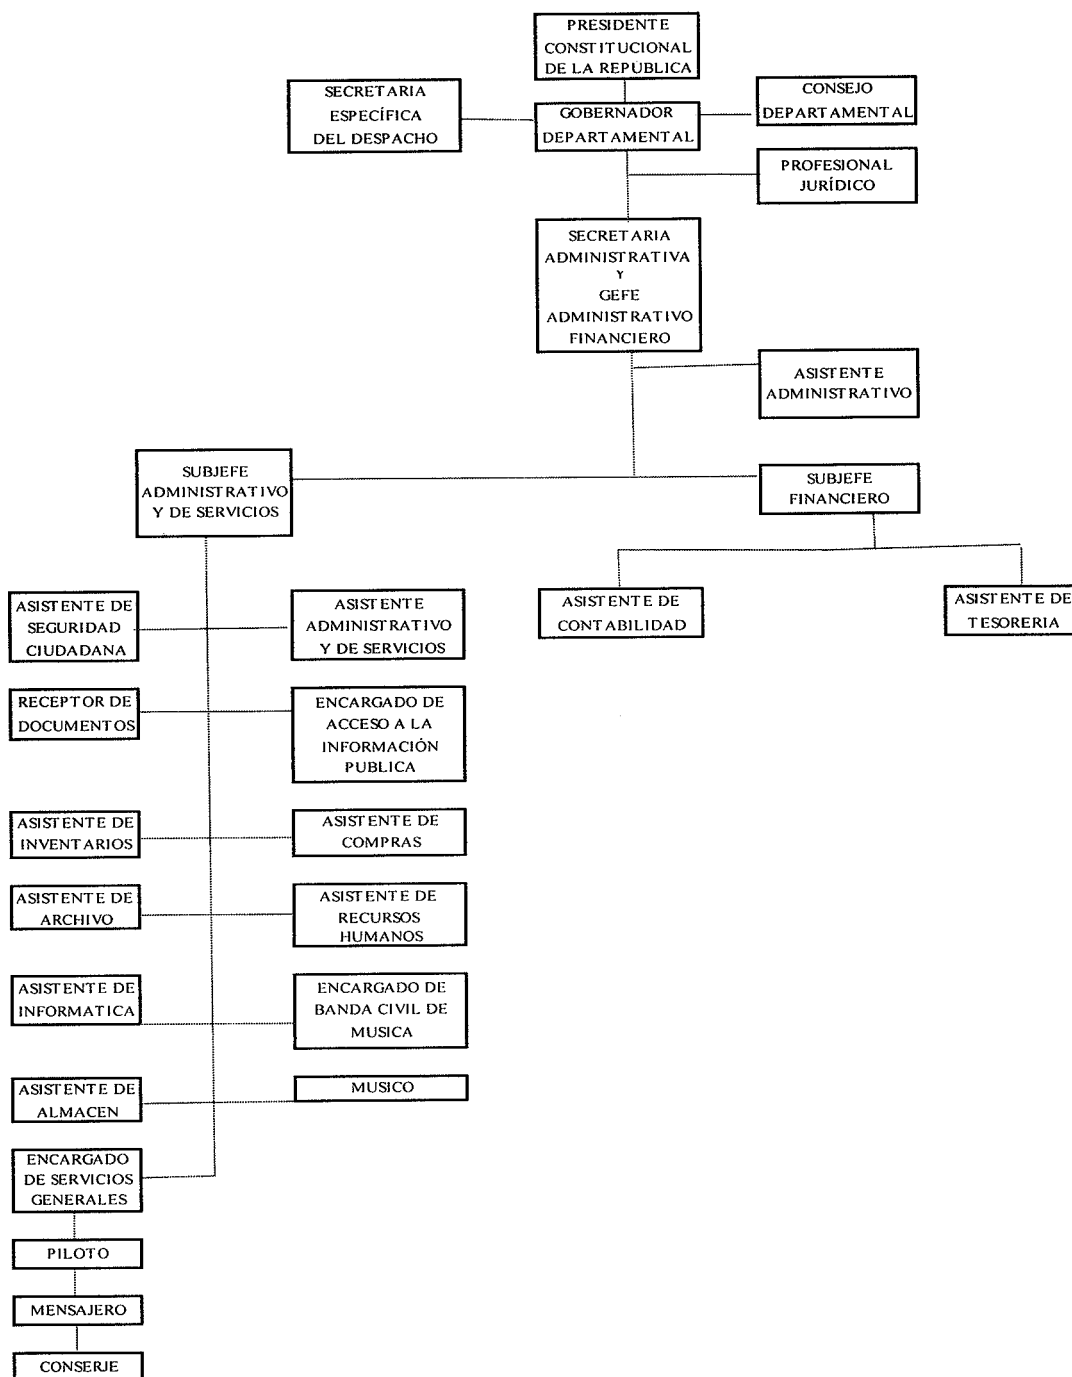 PRESIDENTE
CONSTITUCIONAL
DE LA REPÚBLICA
SECRETARIA
ESPECÍFICA
DEL DESPACHO
GOBERNADOR
DEPARTAMENTAL
CONSEJO
DEPARTAMENTAL
PROFESIONAL
JURÍDICO
SECRETARIA
ADMINISTRATIVA
Y
GEFE
ADMINISTRATIVO
FINANCIERO
ASISTENTE
ADMINISTRATIVO
SUBJEFE
ADMINISTRATIVO
Y DE SERVICIOS
SUBJEFE
FINANCIERO
ASISTENTE DE
CONTABILIDAD
ASISTENTE DE
TESORERIA
ASISTENTE DE
SEGURIDAD
CIUDADANA
ASISTENTE
ADMINISTRATIVO
Y DE SERVICIOS
RECEPTOR DE
DOCUMENTOS
ENCARGADO DE
ACCESO A LA
INFORMACIÓN
PUBLICA
ASISTENTE DE
INVENTARIOS
ASISTENTE DE
COMPRAS
ASISTENTE DE
ARCHIVO
ASISTENTE DE
RECURSOS
HUMANOS
ASISTENTE DE
INFORMATICA
ENCARGADO DE
BANDA CIVIL DE
MUSICA
ASISTENTE DE
ALMACEN
MUSICO
ENCARGADO
DE SERVICIOS
GENERALES
PILOTO
MENSAJERO
CONSERJE